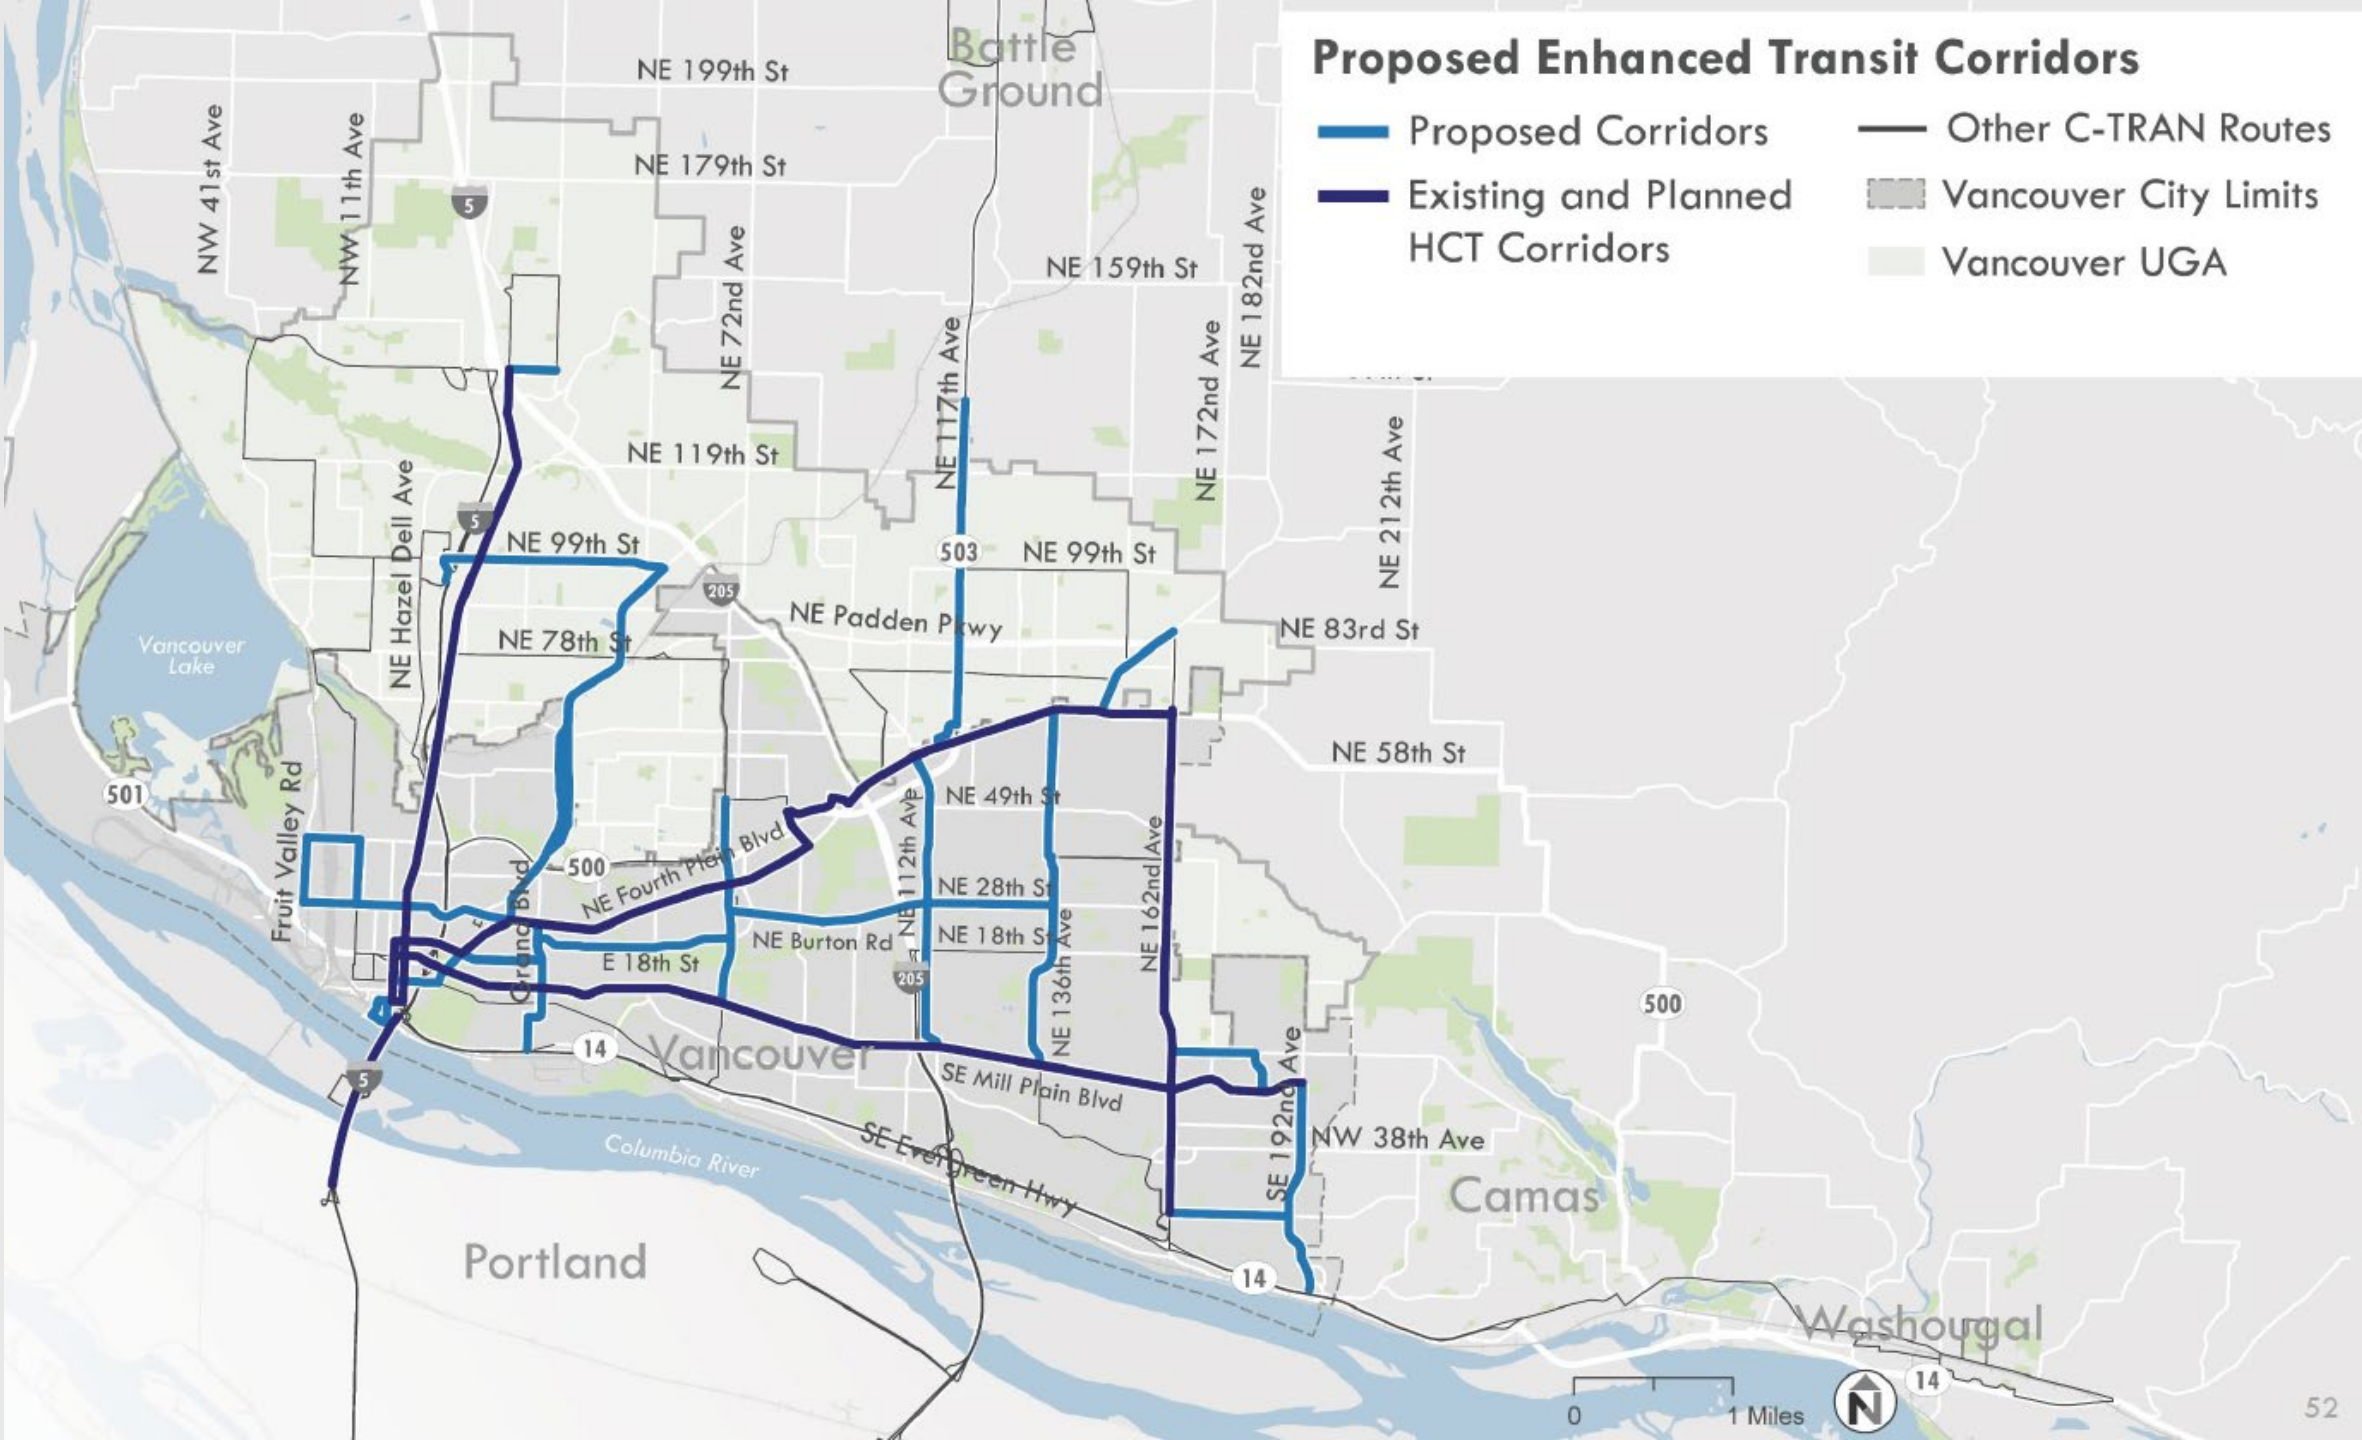 Proposed Enhanced Transit Corridors
Proposed Corridors
Existing and Planned
HCT Corridors
Other C-TRAN Routes
Vancouver City Limits
Vancouver UGA
Battle
Ground
NE 199th St
NW 41st Ave
NW 11th Ave
NE 179th St
5
NE 72nd Ave
NE 159th St
NE 182nd Ave
NE 117th Ave
NE 172nd Ave
NE 119th St
NE 212th Ave
NE Hazel Dell Ave
5
NE 99th St
503
NE 99th St
205
NE Padden Pkwy
NE 78th St
NE 83rd St
Vancouver
Lake
NE 58th St
501
Fruit Valley Rd
NE 49th St
NE 112th Ave
500
NE Fourth Plain Blvd
Grand Blvd
NE 28th St
NE 162nd Ave
NE Burton Rd
NE 18th St
NE 136th Ave
E 18th St
205
500
14
Vancouver
5
SE Mill Plain Blvd
SE 192nd Ave
NW 38th Ave
SE Evergreen Hwy
Columbia River
Camas
Portland
14
Washougal
14
0
1 Miles
N
52